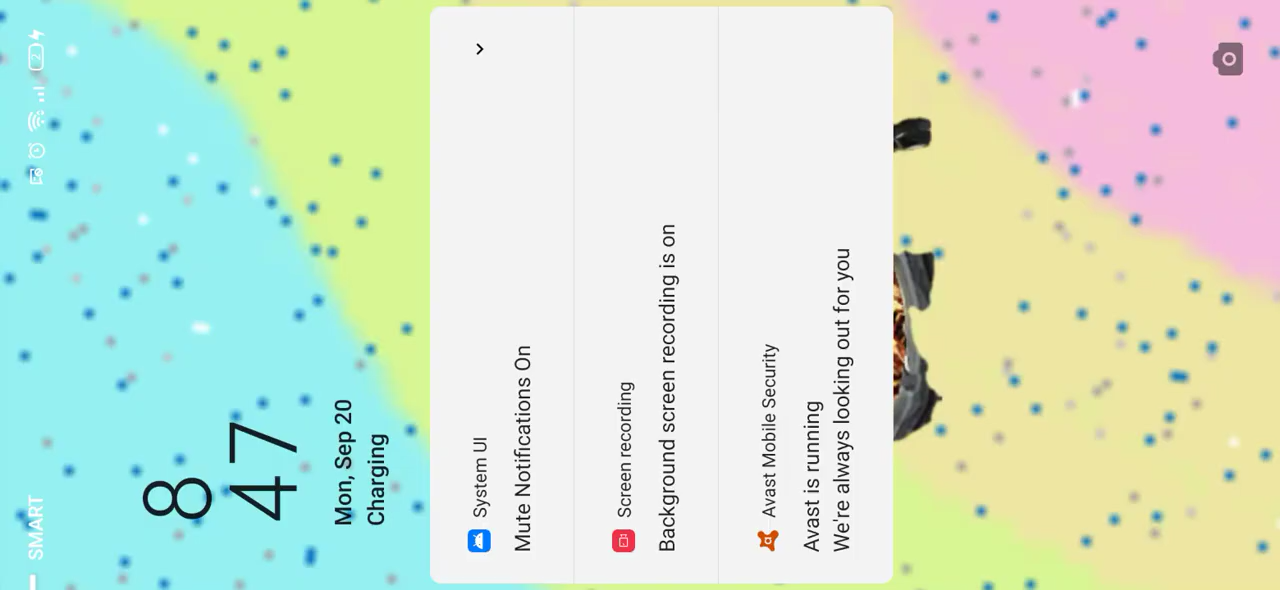 SMART
2
8
47
Mon, Sep 20
Charging
System UI
Mute Notifications On
Screen recording
Background screen recording is on
Avast Mobile Security
Avast is running
We're always looking out for you